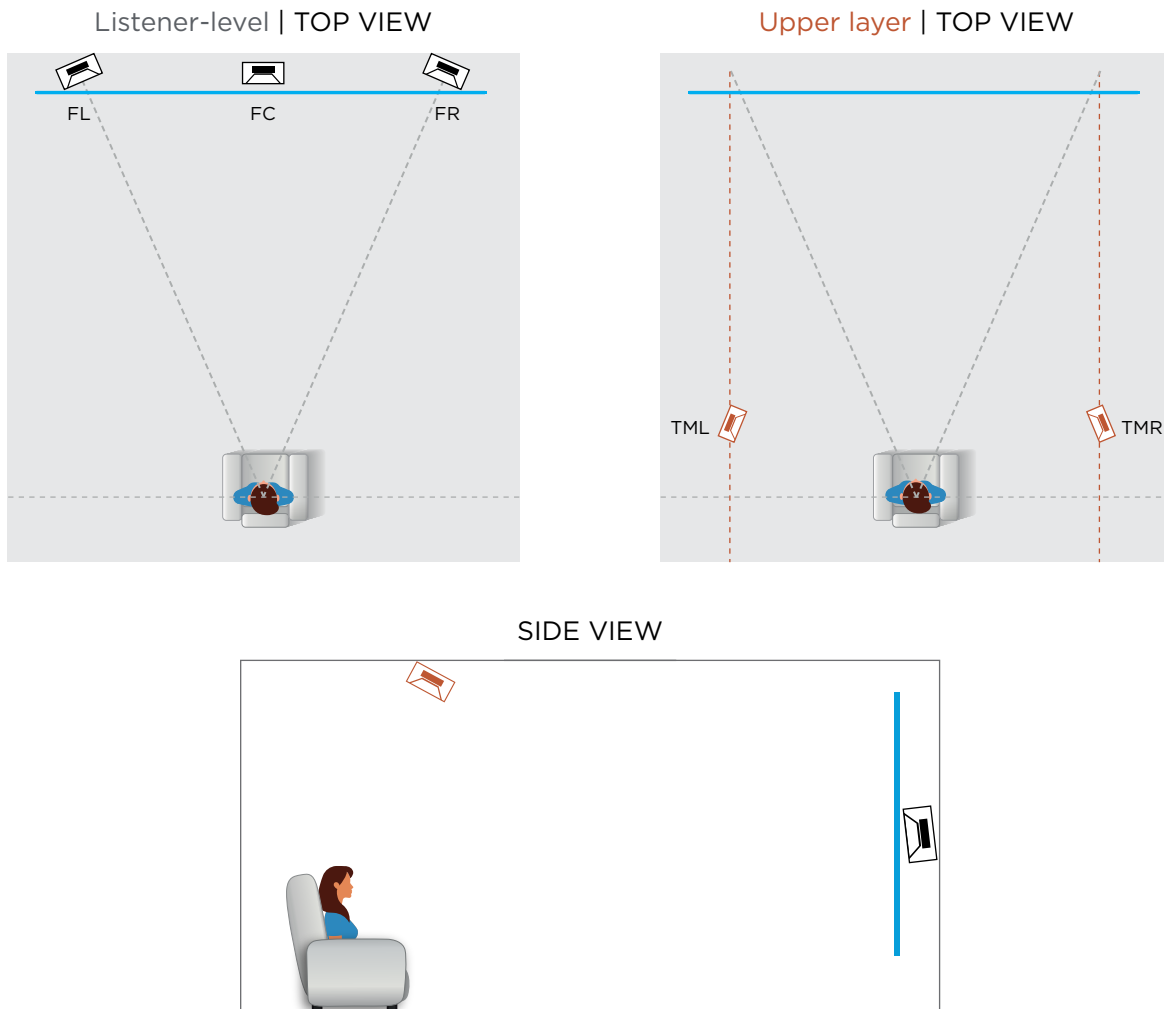 Listener-level | TOP VIEW
FL
FC
FR
Upper layer | TOP VIEW
TML
TMR
SIDE VIEW